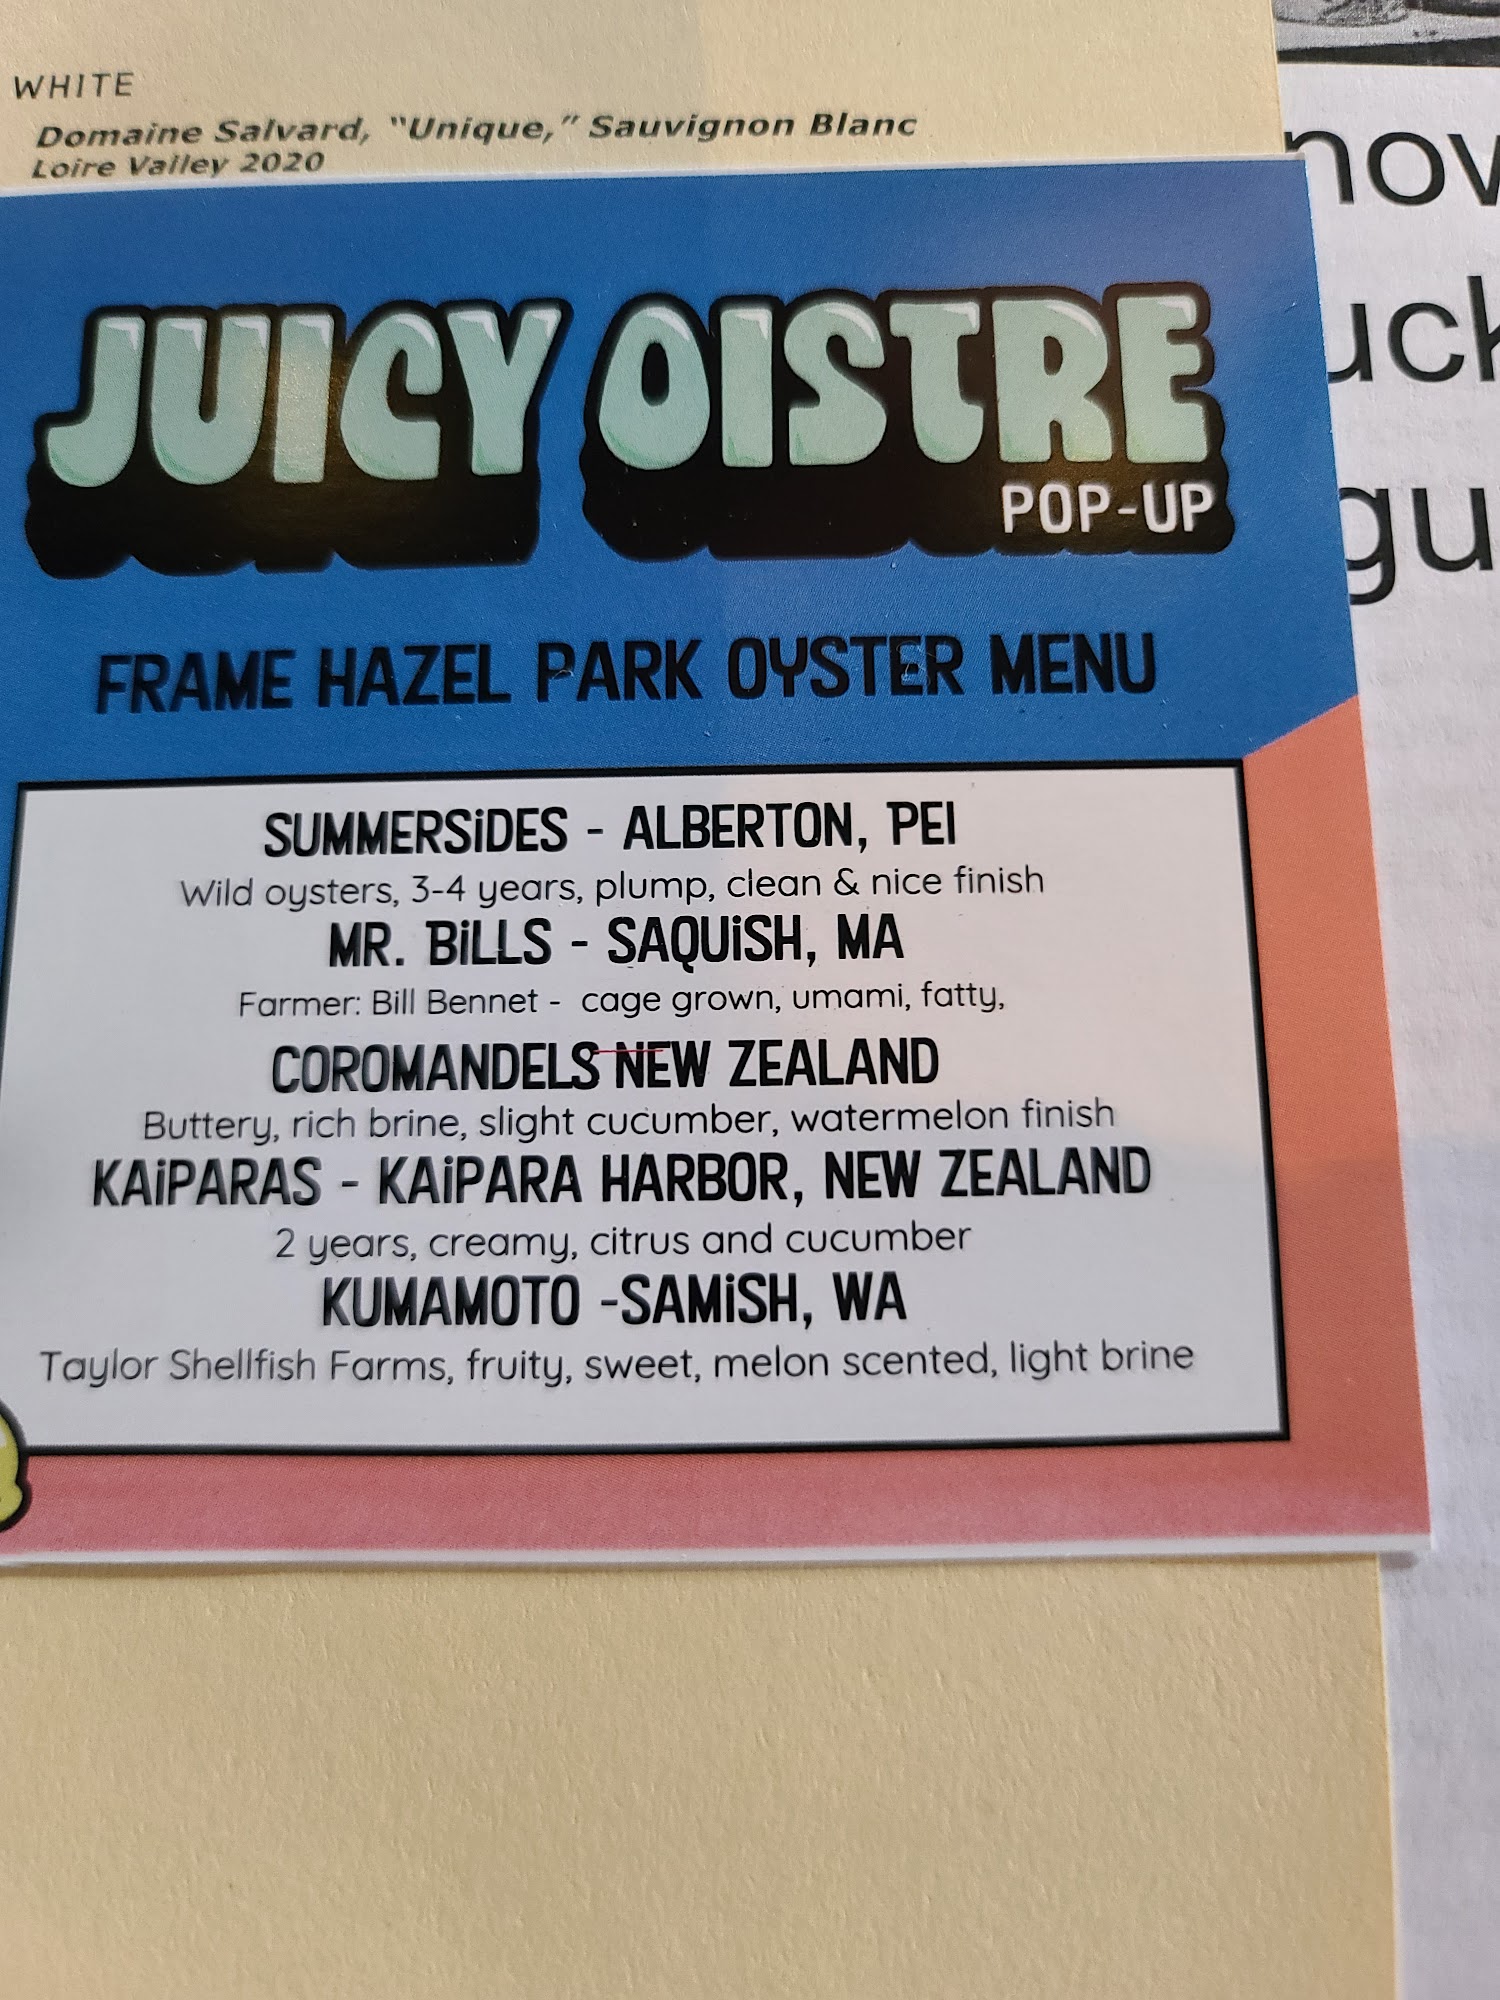 WHITE
Domaine Salvard, "Unique," Sauvignon Blanc
Loire Valley 2020
JUICY OISTRE
POP-UP
FRAME HAZEL PARK OYSTER MENU
SUMMERSiDES - ALBERTON, PEI
Wild oysters, 3-4 years, plump, clean & nice finish
MR. BiLLS - SAQUiSH, MA
Farmer: Bill Bennet - cage grown, umami, fatty,
COROMANDELS NEW ZEALAND
Buttery, rich brine, slight cucumber, watermelon finish
KAiPARAS - KAiPARA HARBOR, NEW ZEALAND
2 years, creamy, citrus and cucumber
KUMAMOTO -SAMiSH, WA
Taylor Shellfish Farms, fruity, sweet, melon scented, light brine